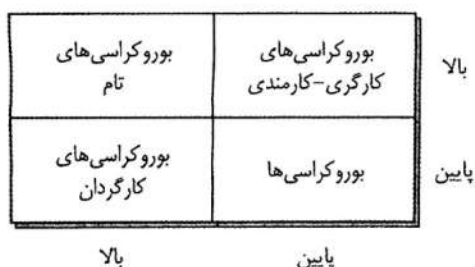 بالا
بوروکراسی‌های
کارگری-کارمندی
بوروکراسی‌های
تام
پایین
بوروکراسی‌ها
بوروکراسی‌های
کارگردان
پایین
بالا